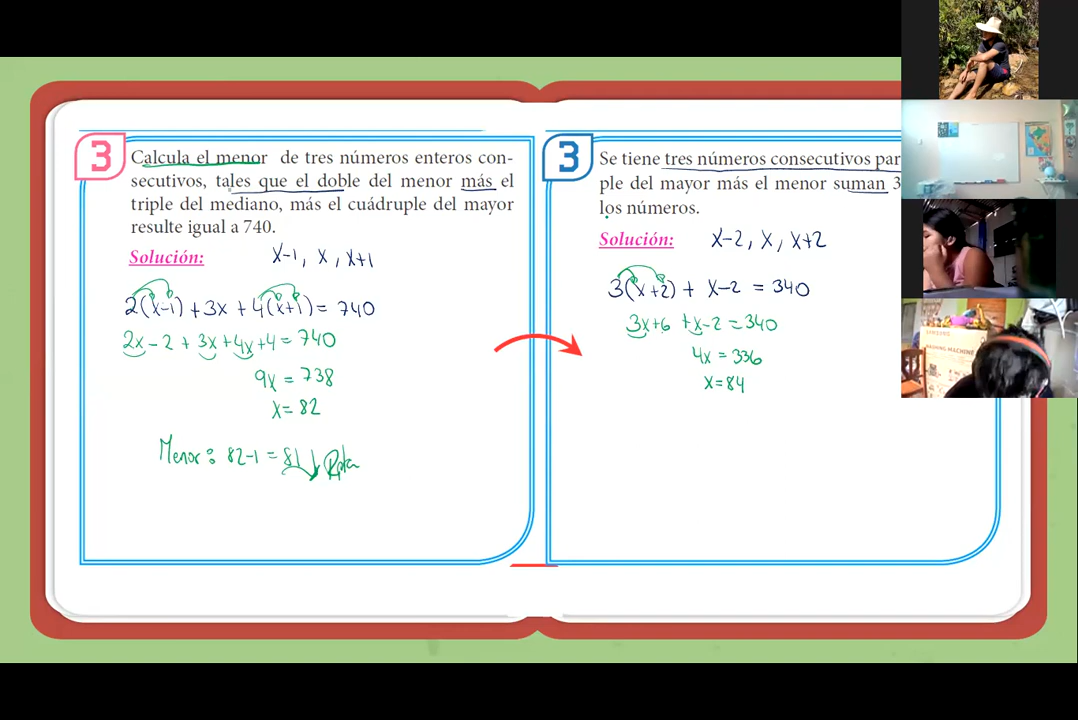 3
Calcula el menor de tres números enteros con-
secutivos, tales que el doble del menor más el
triple del mediano, más el cuádruple del mayor
resulte igual a 740.
Solución:
x-1, x, x+1
2(x-1) + 3x + 4(x+1) = 740
2x - 2 + 3x + 4x + 4 = 740
9x = 738
x = 82
Menor: 82-1 = 81 Rpta
3
Se tiene tres números consecutivos par
ple del mayor más el menor suman 3
los números.
Solución:
x-2, x, x+2
3(x+2) + x-2 = 340
3x+6 +x-2 = 340
4x = 336
x = 84
SAMSUNG
WASHING MACHINE